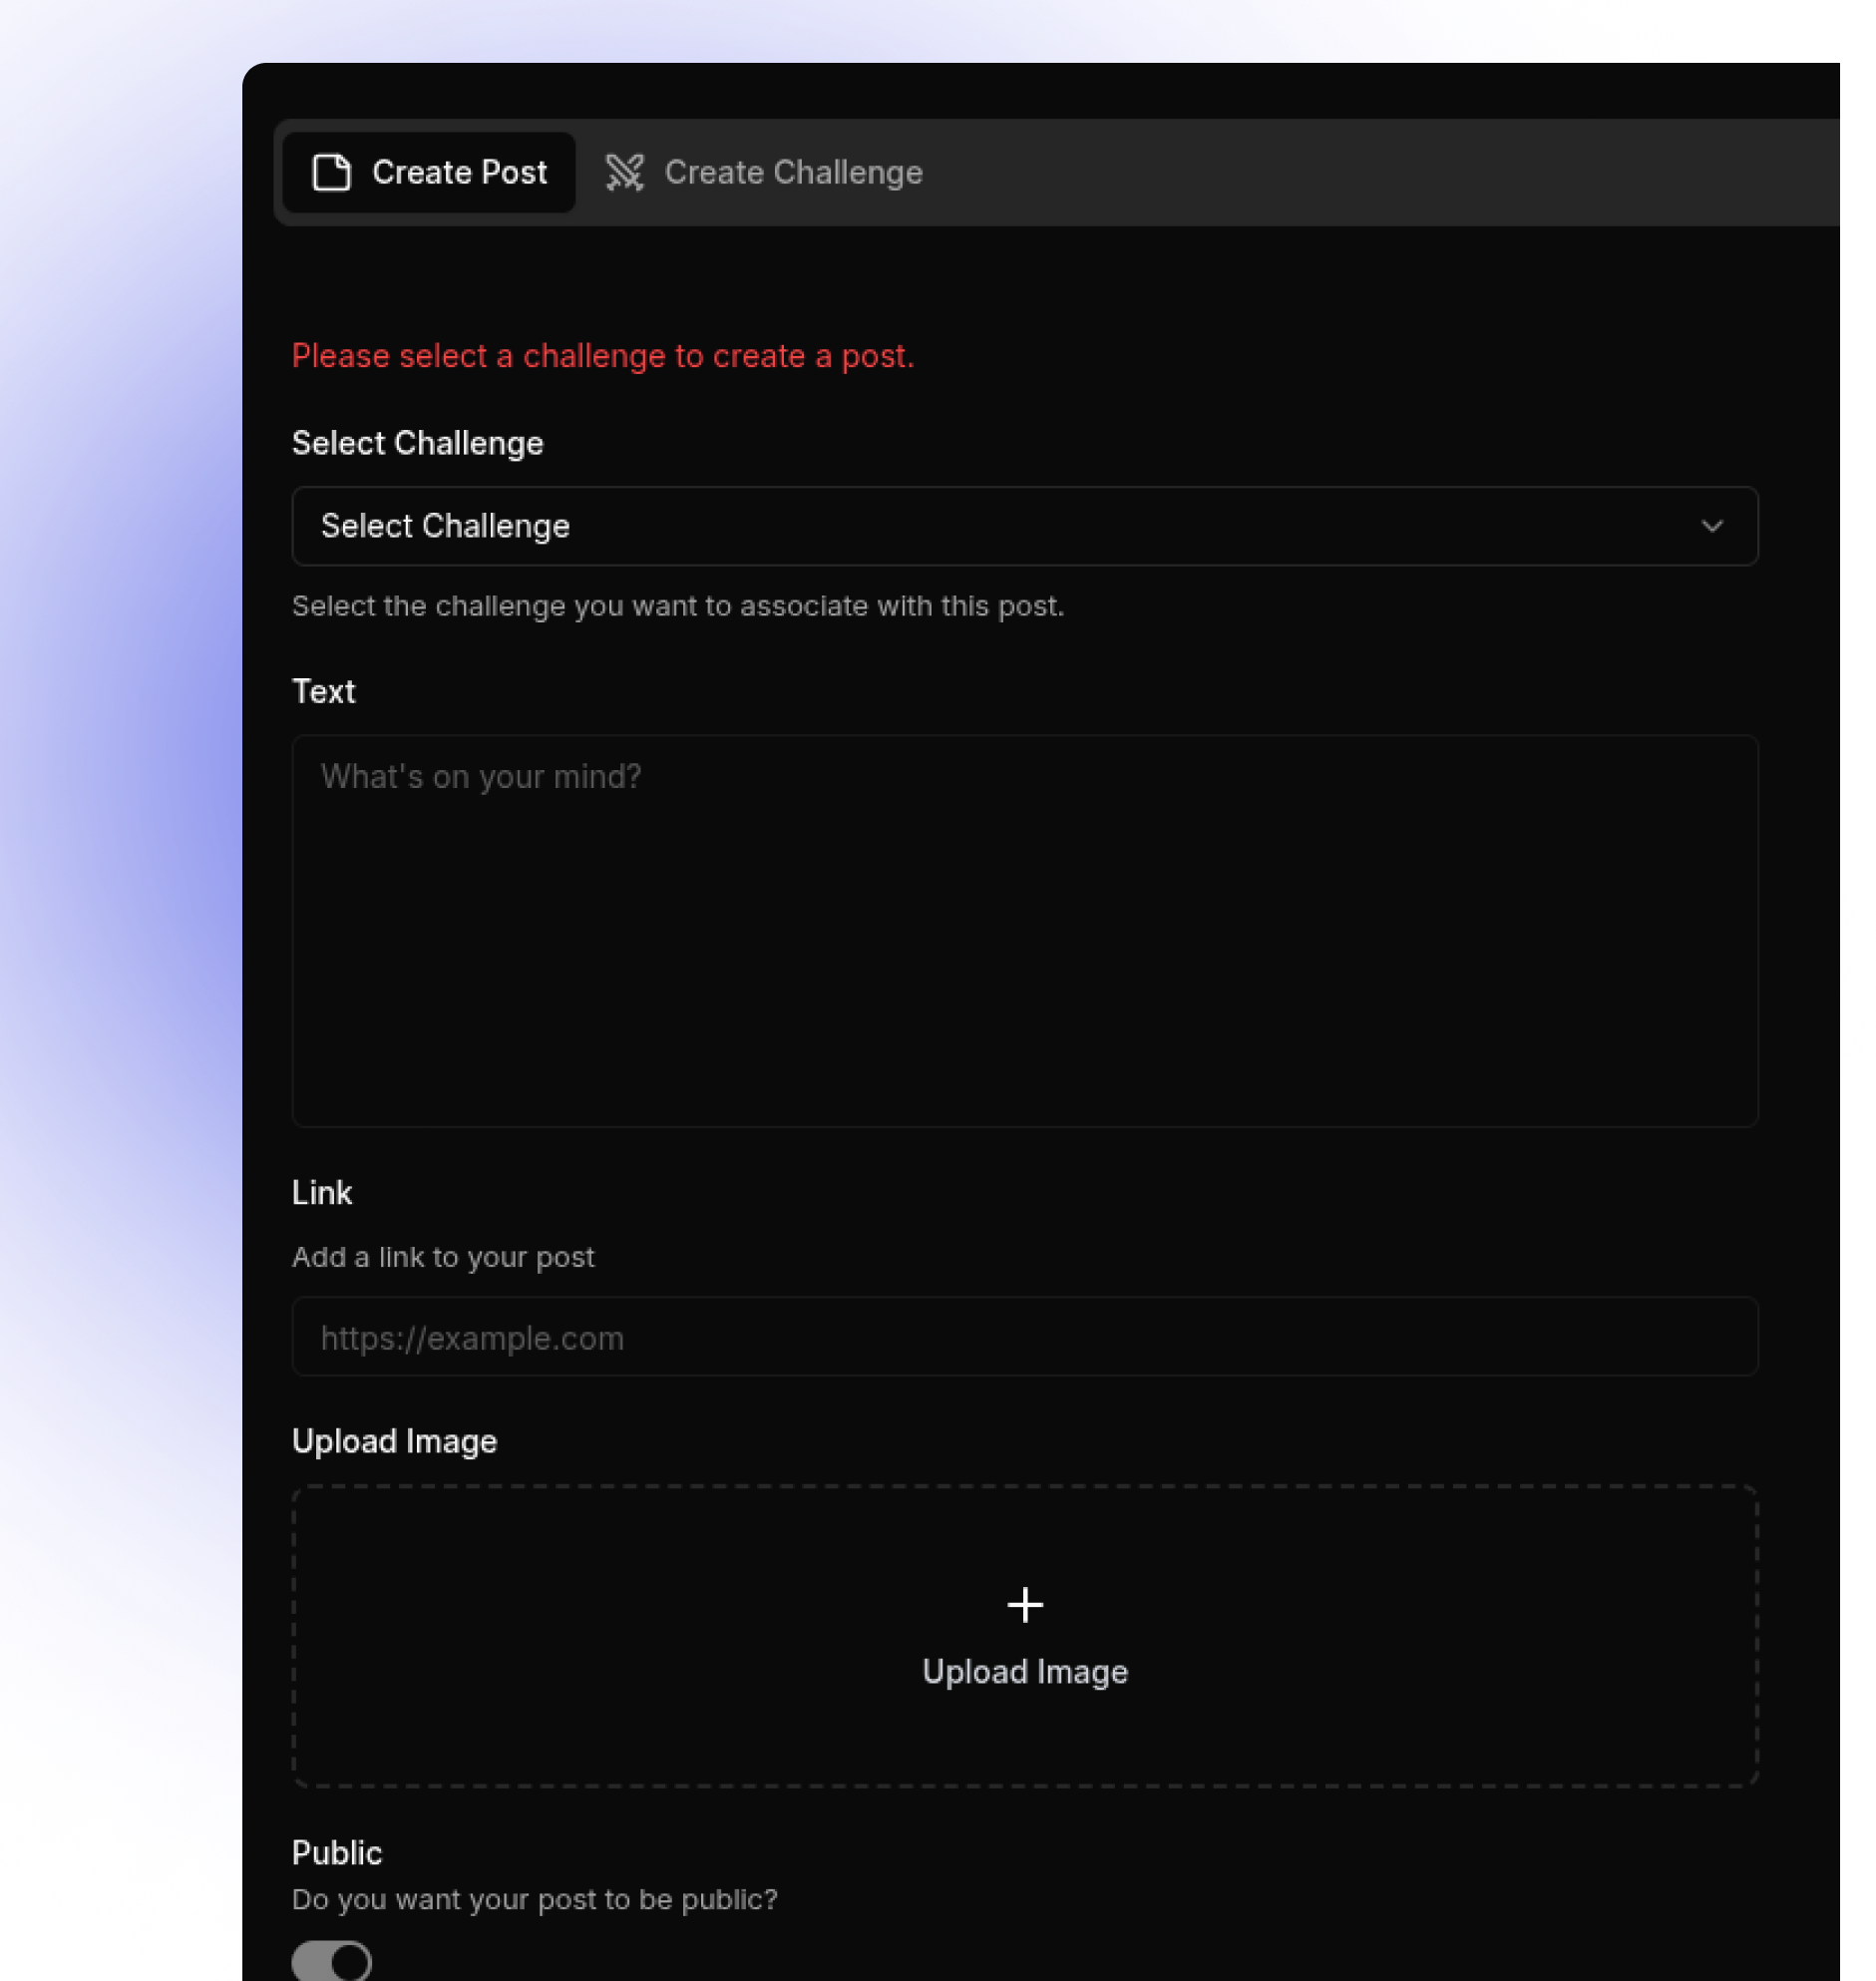 Create Post
Create Challenge
Please select a challenge to create a post.
Select Challenge
Select Challenge
Select the challenge you want to associate with this post.
Text
What's on your mind?
Link
Add a link to your post
https://example.com
Upload Image
Upload Image
Public
Do you want your post to be public?